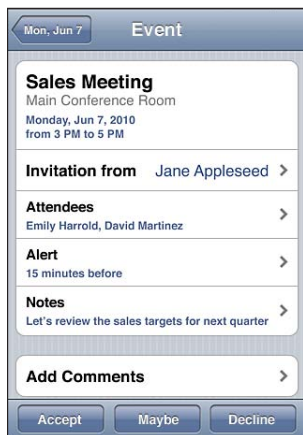 Mon, Jun 7 Event
Sales Meeting
Main Conference Room
Monday, Jun 7, 2010
from 3 PM to 5 PM
Invitation from Jane Appleseed
Attendees
Emily Harrold, David Martinez
Alert
15 minutes before
Notes
Let's review the sales targets for next quarter
Add Comments
Accept Maybe Decline